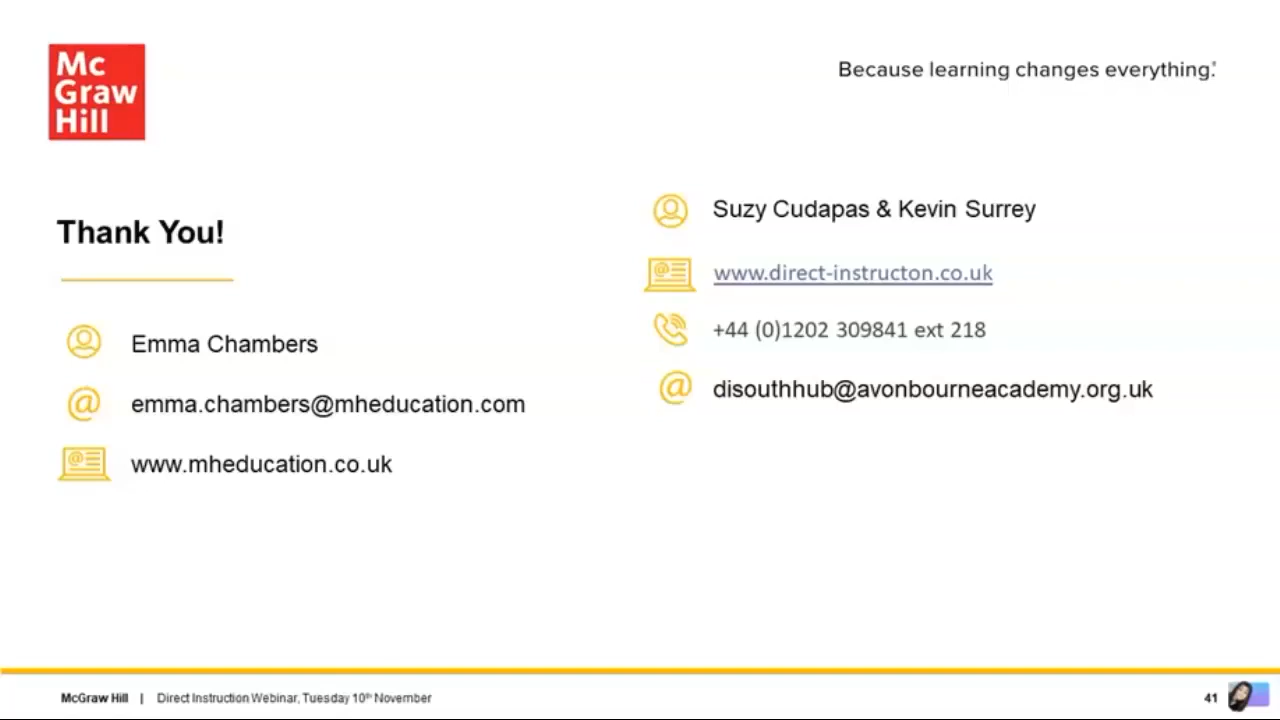 Mc
Graw
Hill
Because learning changes everything.®
Thank You!
Emma Chambers
emma.chambers@mheducation.com
www.mheducation.co.uk
Suzy Cudapas & Kevin Surrey
www.direct-instructon.co.uk
+44 (0)1202 309841 ext 218
disouthhub@avonbourneacademy.org.uk
McGraw Hill | Direct Instruction Webinar, Tuesday 10th November
41